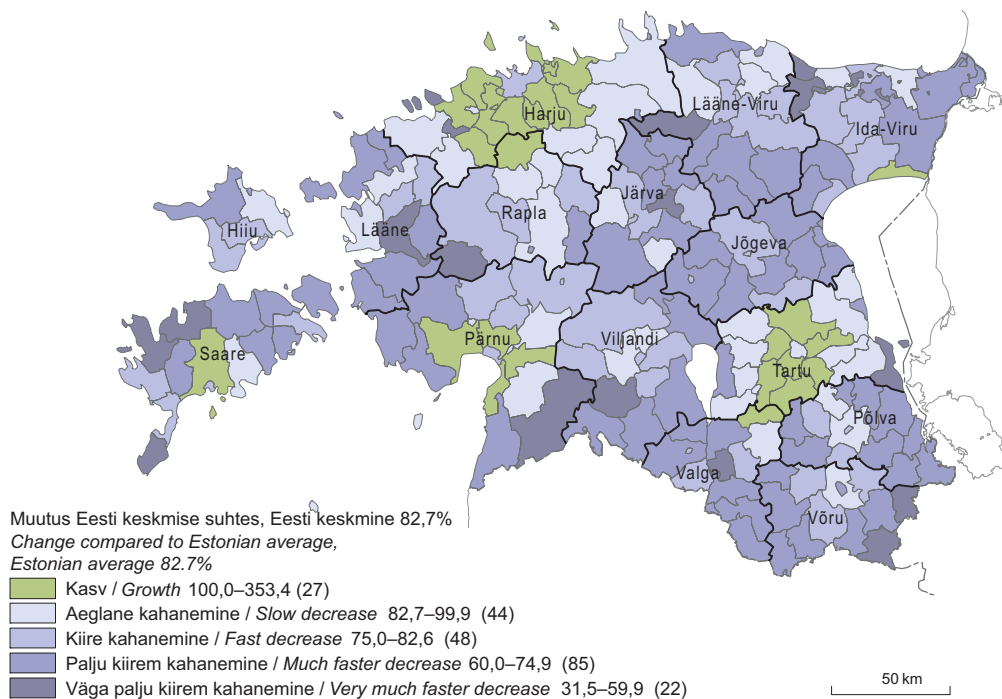 Harju
Lääne-Viru
Ida-Viru
Järva
Rapla
Lääne
Hiiu
Jõgeva
Saare
Pärnu
Viljandi
Tartu
Põlva
Valga
Võru
Muutus Eesti keskmise suhtes, Eesti keskmine 82,7%
Change compared to Estonian average,
Estonian average 82.7%
Kasv / Growth 100,0–353,4 (27)
Aeglane kahanemine / Slow decrease 82,7–99,9 (44)
Kiire kahanemine / Fast decrease 75,0–82,6 (48)
Palju kiirem kahanemine / Much faster decrease 60,0–74,9 (85)
Väga palju kiirem kahanemine / Very much faster decrease 31,5–59,9 (22)
50 km